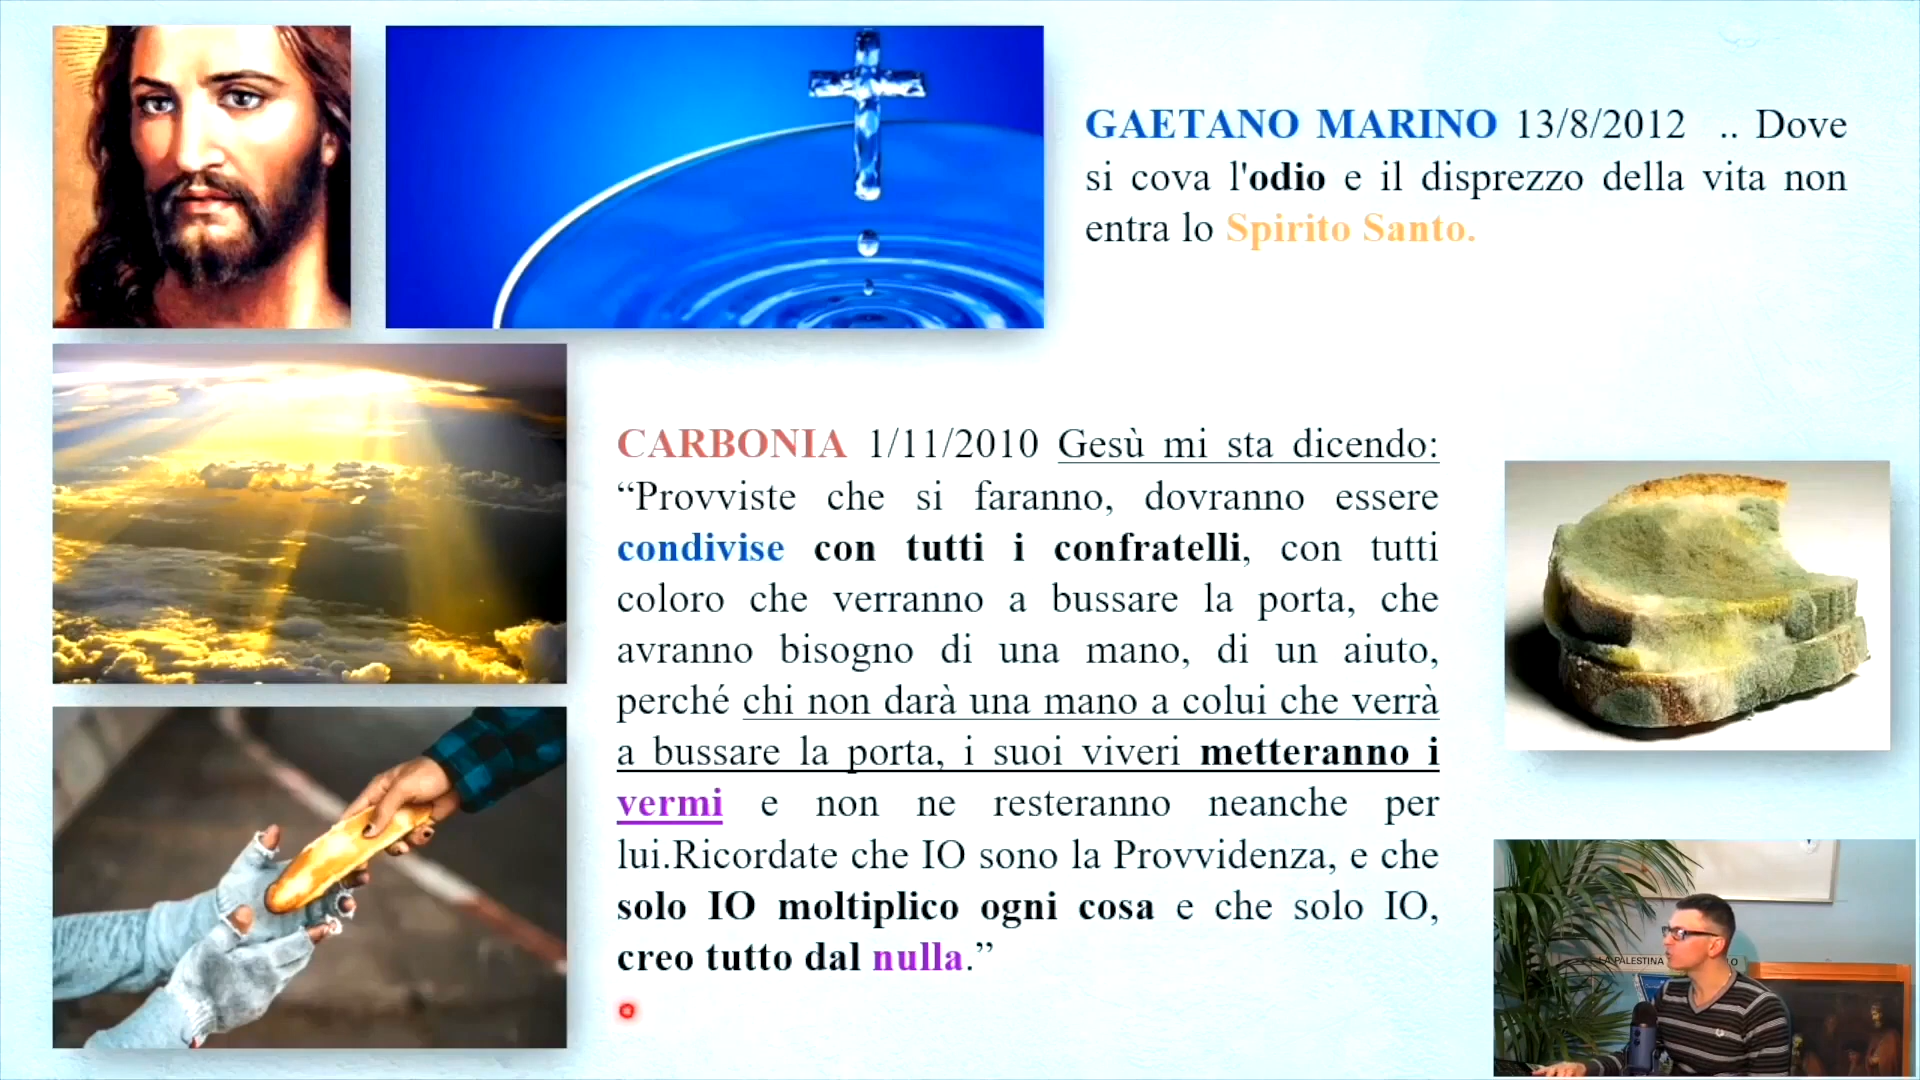 GAETANO MARINO 13/8/2012 .. Dove
si cova l'odio e il disprezzo della vita non
entra lo Spirito Santo.
CARBONIA 1/11/2010 Gesù mi sta dicendo:
“Provviste che si faranno, dovranno essere
condivise con tutti i confratelli, con tutti
coloro che verranno a bussare la porta, che
avranno bisogno di una mano, di un aiuto,
perché chi non darà una mano a colui che verrà
a bussare la porta, i suoi viveri metteranno i
vermi e non ne resteranno neanche per
lui.Ricordate che IO sono la Provvidenza, e che
solo IO moltiplico ogni cosa e che solo IO,
creo tutto dal nulla.”
LA PALESTINA